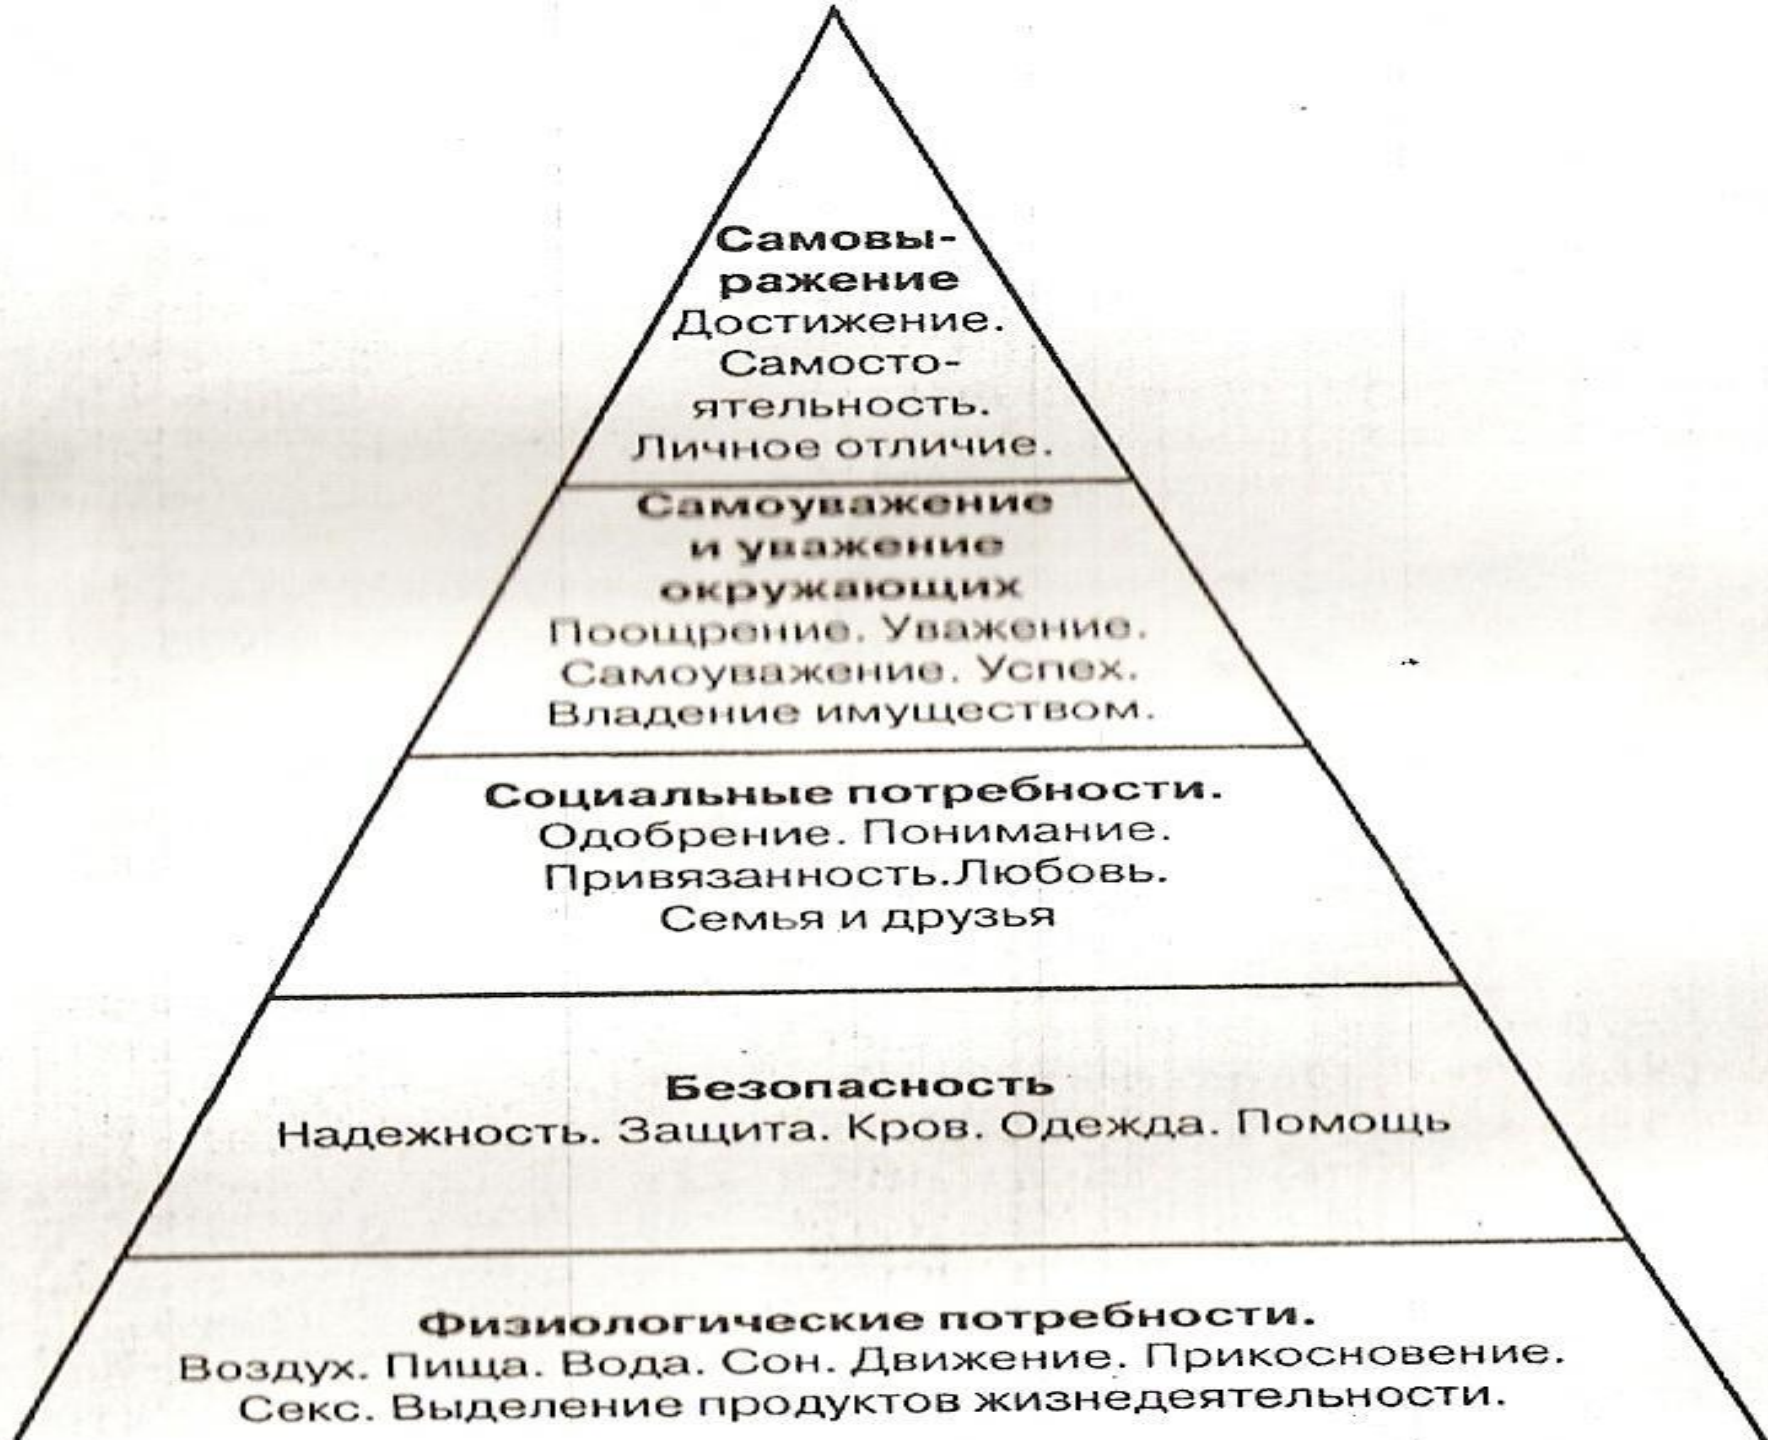 Самовы-
ражение
Достижение.
Самосто-
ятельность.
Личное отличие.
Самоуважение
и уважение
окружающих
Поощрение. Уважение.
Самоуважение. Успех.
Владение имуществом.
Социальные потребности.
Одобрение. Понимание.
Привязанность.Любовь.
Семья и друзья
Безопасность
Надежность. Защита. Кров. Одежда. Помощь
Физиологические потребности.
Воздух. Пища. Вода. Сон. Движение. Прикосновение.
Секс. Выделение продуктов жизнедеятельности.